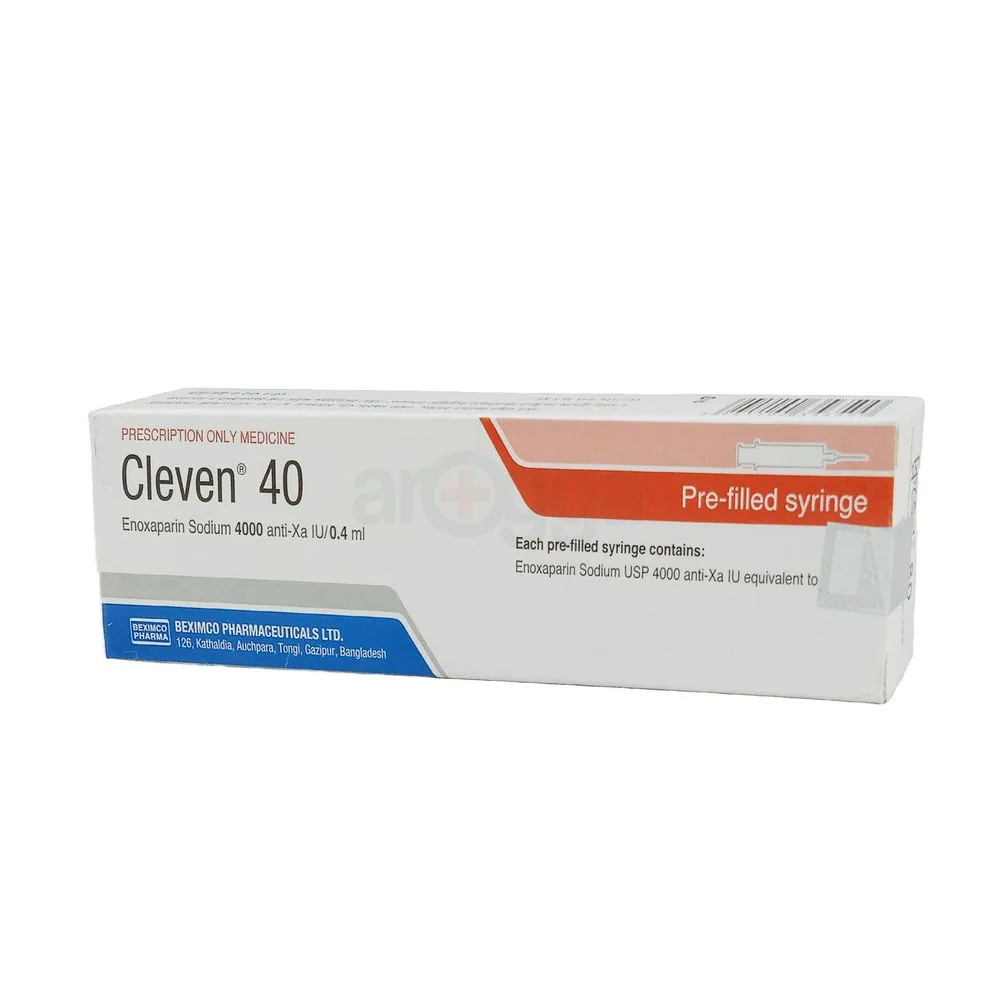 PRESCRIPTION ONLY MEDICINE
Cleven® 40
Enoxaparin Sodium 4000 anti-Xa IU/0.4 ml
Pre-filled syringe
Each pre-filled syringe contains:
Enoxaparin Sodium USP 4000 anti-Xa IU equivalent to
BEXIMCO PHARMA
BEXIMCO PHARMACEUTICALS LTD.
126, Kathaldia, Auchpara, Tongi, Gazipur, Bangladesh